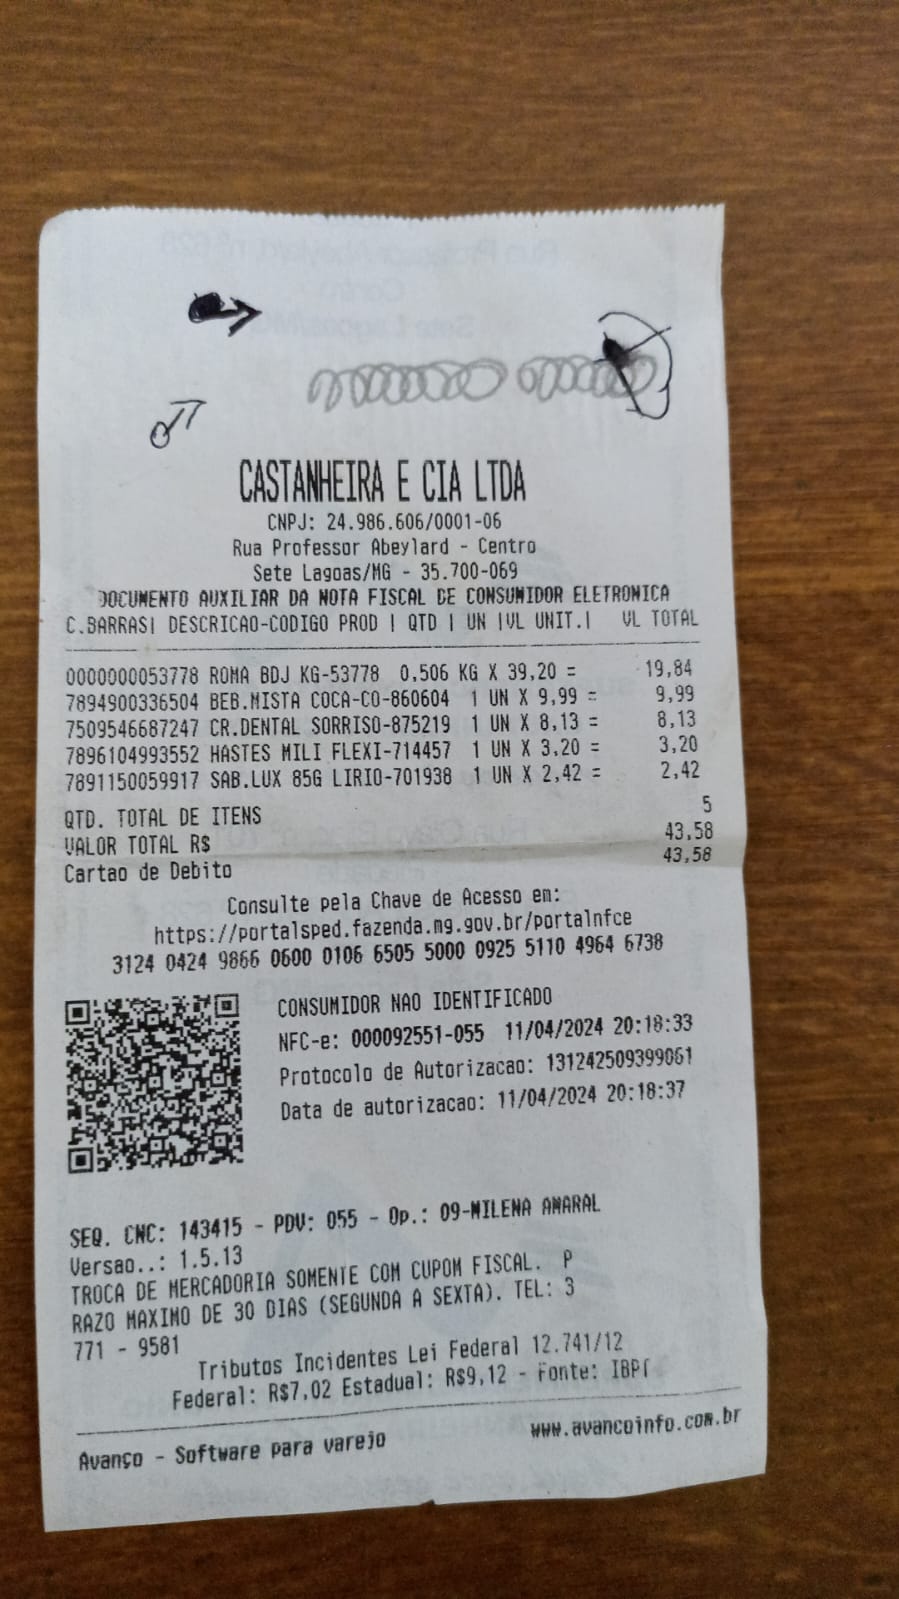 CASTANHEIRA E CIA LTDA
CNPJ: 24.986.606/0001-06
Rua Professor Abeylard - Centro
Sete Lagoas/MG - 35.700-069
DOCUMENTO AUXILIAR DA NOTA FISCAL DE CONSUMIDOR ELETRONICA
C.BARRAS| DESCRICAO-CODIGO PROD | QTD | UN |VL UNIT.| VL TOTAL
0000000053778 ROMA BDJ KG-53778 0,506 KG X 39,20 = 19,84
7894900336504 BEB.MISTA COCA-CO-860604 1 UN X 9,99 = 9,99
7509546687247 CR.DENTAL SORRISO-875219 1 UN X 8,13 = 8,13
7896104993552 HASTES MILI FLEXI-714457 1 UN X 3,20 = 3,20
7891150059917 SAB.LUX 85G LIRIO-701938 1 UN X 2,42 = 2,42
QTD. TOTAL DE ITENS 5
VALOR TOTAL R$ 43,58
Cartao de Debito 43,58
Consulte pela Chave de Acesso em:
https://portalsped.fazenda.mg.gov.br/portalnfce
3124 0424 9866 0600 0106 6505 5000 0925 5110 4964 6738
CONSUMIDOR NAO IDENTIFICADO
NFC-e: 000092551-055 11/04/2024 20:18:33
Protocolo de Autorizacao: 131242509399061
Data de autorizacao: 11/04/2024 20:18:37
SEQ. CNC: 143415 - PDV: 055 - Op.: 09-MILENA AMARAL
Versao..: 1.5.13
TROCA DE MERCADORIA SOMENTE COM CUPOM FISCAL. P
RAZO MAXIMO DE 30 DIAS (SEGUNDA A SEXTA). TEL: 3
771 - 9581
Tributos Incidentes Lei Federal 12.741/12
Federal: R$7,02 Estadual: R$9,12 - Fonte: IBPT
Avanço - Software para varejo www.avancoinfo.com.br